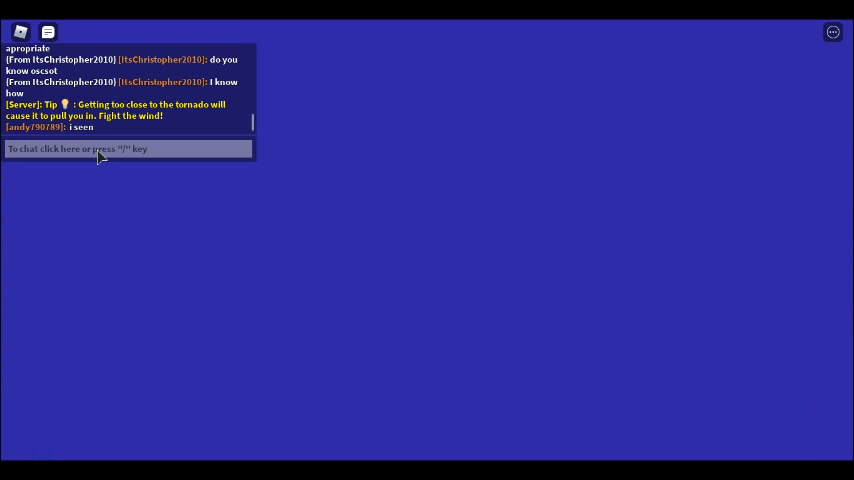 apropriate
{From ItsChristopher2010} [ItsChristopher2010]: do you
know oscsot
{From ItsChristopher2010} [ItsChristopher2010]: I know
how
[Server]: Tip 💡 : Getting too close to the tornado will
cause it to pull you in. Fight the wind!
[andy790789]: i seen
To chat click here or press "/" key